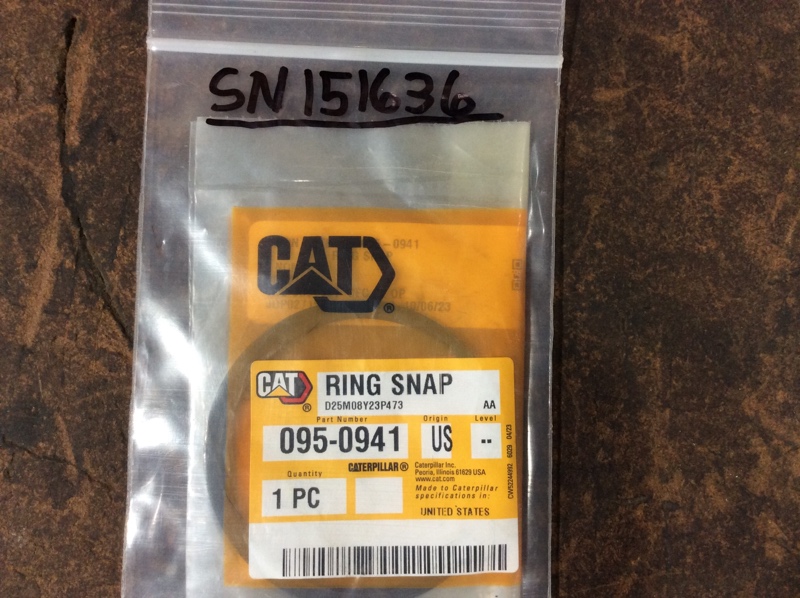 SN 151636
CAT
®
0941
CAT ®
RING SNAP
D25M08Y23P473 AA
Part Number Origin Level
095-0941 US --
Quantity
1 PC
CATERPILLAR®
Caterpillar Inc.
Peoria, Illinois 61629 USA
www.cat.com
Made to Caterpillar
specifications in:
UNITED STATES